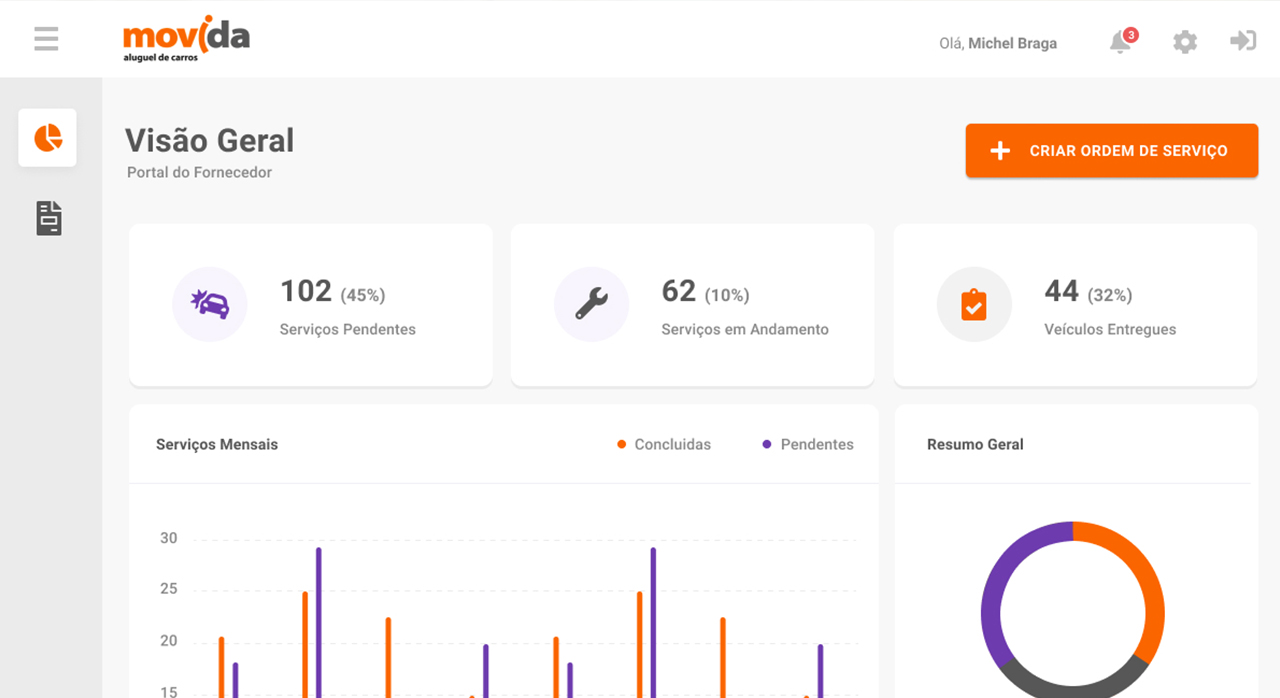 movida
aluguel de carros
Olá, Michel Braga
3
Visão Geral
Portal do Fornecedor
CRIAR ORDEM DE SERVIÇO
102 (45%)
Serviços Pendentes
62 (10%)
Serviços em Andamento
44 (32%)
Veículos Entregues
Serviços Mensais
Concluidas
Pendentes
Resumo Geral
30
25
20
15